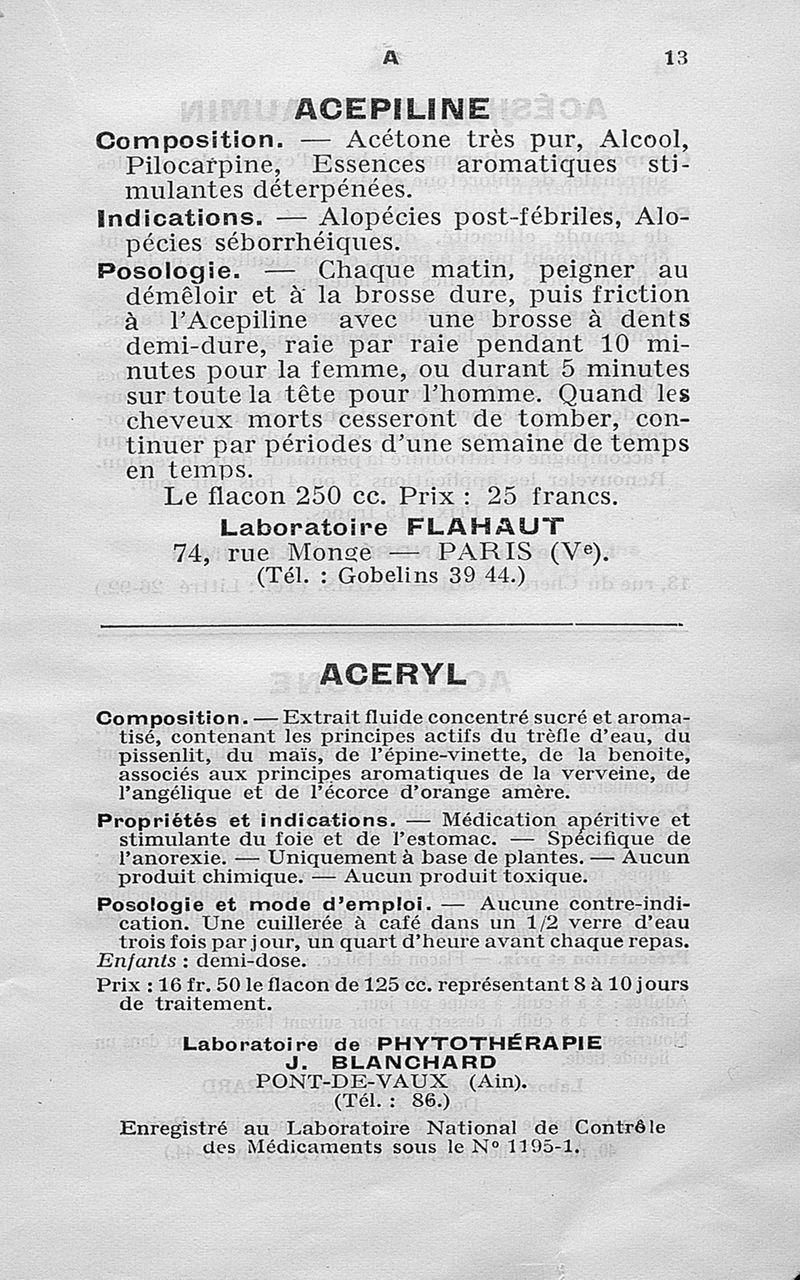 A 13
ACEPILINE
Composition. — Acétone très pur, Alcool,
Pilocarpine, Essences aromatiques sti-
mulantes déterpénées.
Indications. — Alopécies post-fébriles, Alo-
pécies séborrhéiques.
Posologie. — Chaque matin, peigner au
démêloir et à la brosse dure, puis friction
à l'Acepiline avec une brosse à dents
demi-dure, raie par raie pendant 10 mi-
nutes pour la femme, ou durant 5 minutes
sur toute la tête pour l'homme. Quand les
cheveux morts cesseront de tomber, con-
tinuer par périodes d'une semaine de temps
en temps.
Le flacon 250 cc. Prix : 25 francs.
Laboratoire FLAHAUT
74, rue Monge — PARIS (Ve).
(Tél. : Gobelins 39 44.)
ACERYL
Composition. — Extrait fluide concentré sucré et aroma-
tisé, contenant les principes actifs du trèfle d'eau, du
pissenlit, du maïs, de l'épine-vinette, de la benoite,
associés aux principes aromatiques de la verveine, de
l'angélique et de l'écorce d'orange amère.
Propriétés et indications. — Médication apéritive et
stimulante du foie et de l'estomac. — Spécifique de
l'anorexie. — Uniquement à base de plantes. — Aucun
produit chimique. — Aucun produit toxique.
Posologie et mode d'emploi. — Aucune contre-indi-
cation. Une cuillerée à café dans un 1/2 verre d'eau
trois fois par jour, un quart d'heure avant chaque repas.
Enfants : demi-dose.
Prix : 16 fr. 50 le flacon de 125 cc. représentant 8 à 10 jours
de traitement.
Laboratoire de PHYTOTHÉRAPIE
J. BLANCHARD
PONT-DE-VAUX (Ain).
(Tél. : 86.)
Enregistré au Laboratoire National de Contrôle
des Médicaments sous le N° 1195-1.